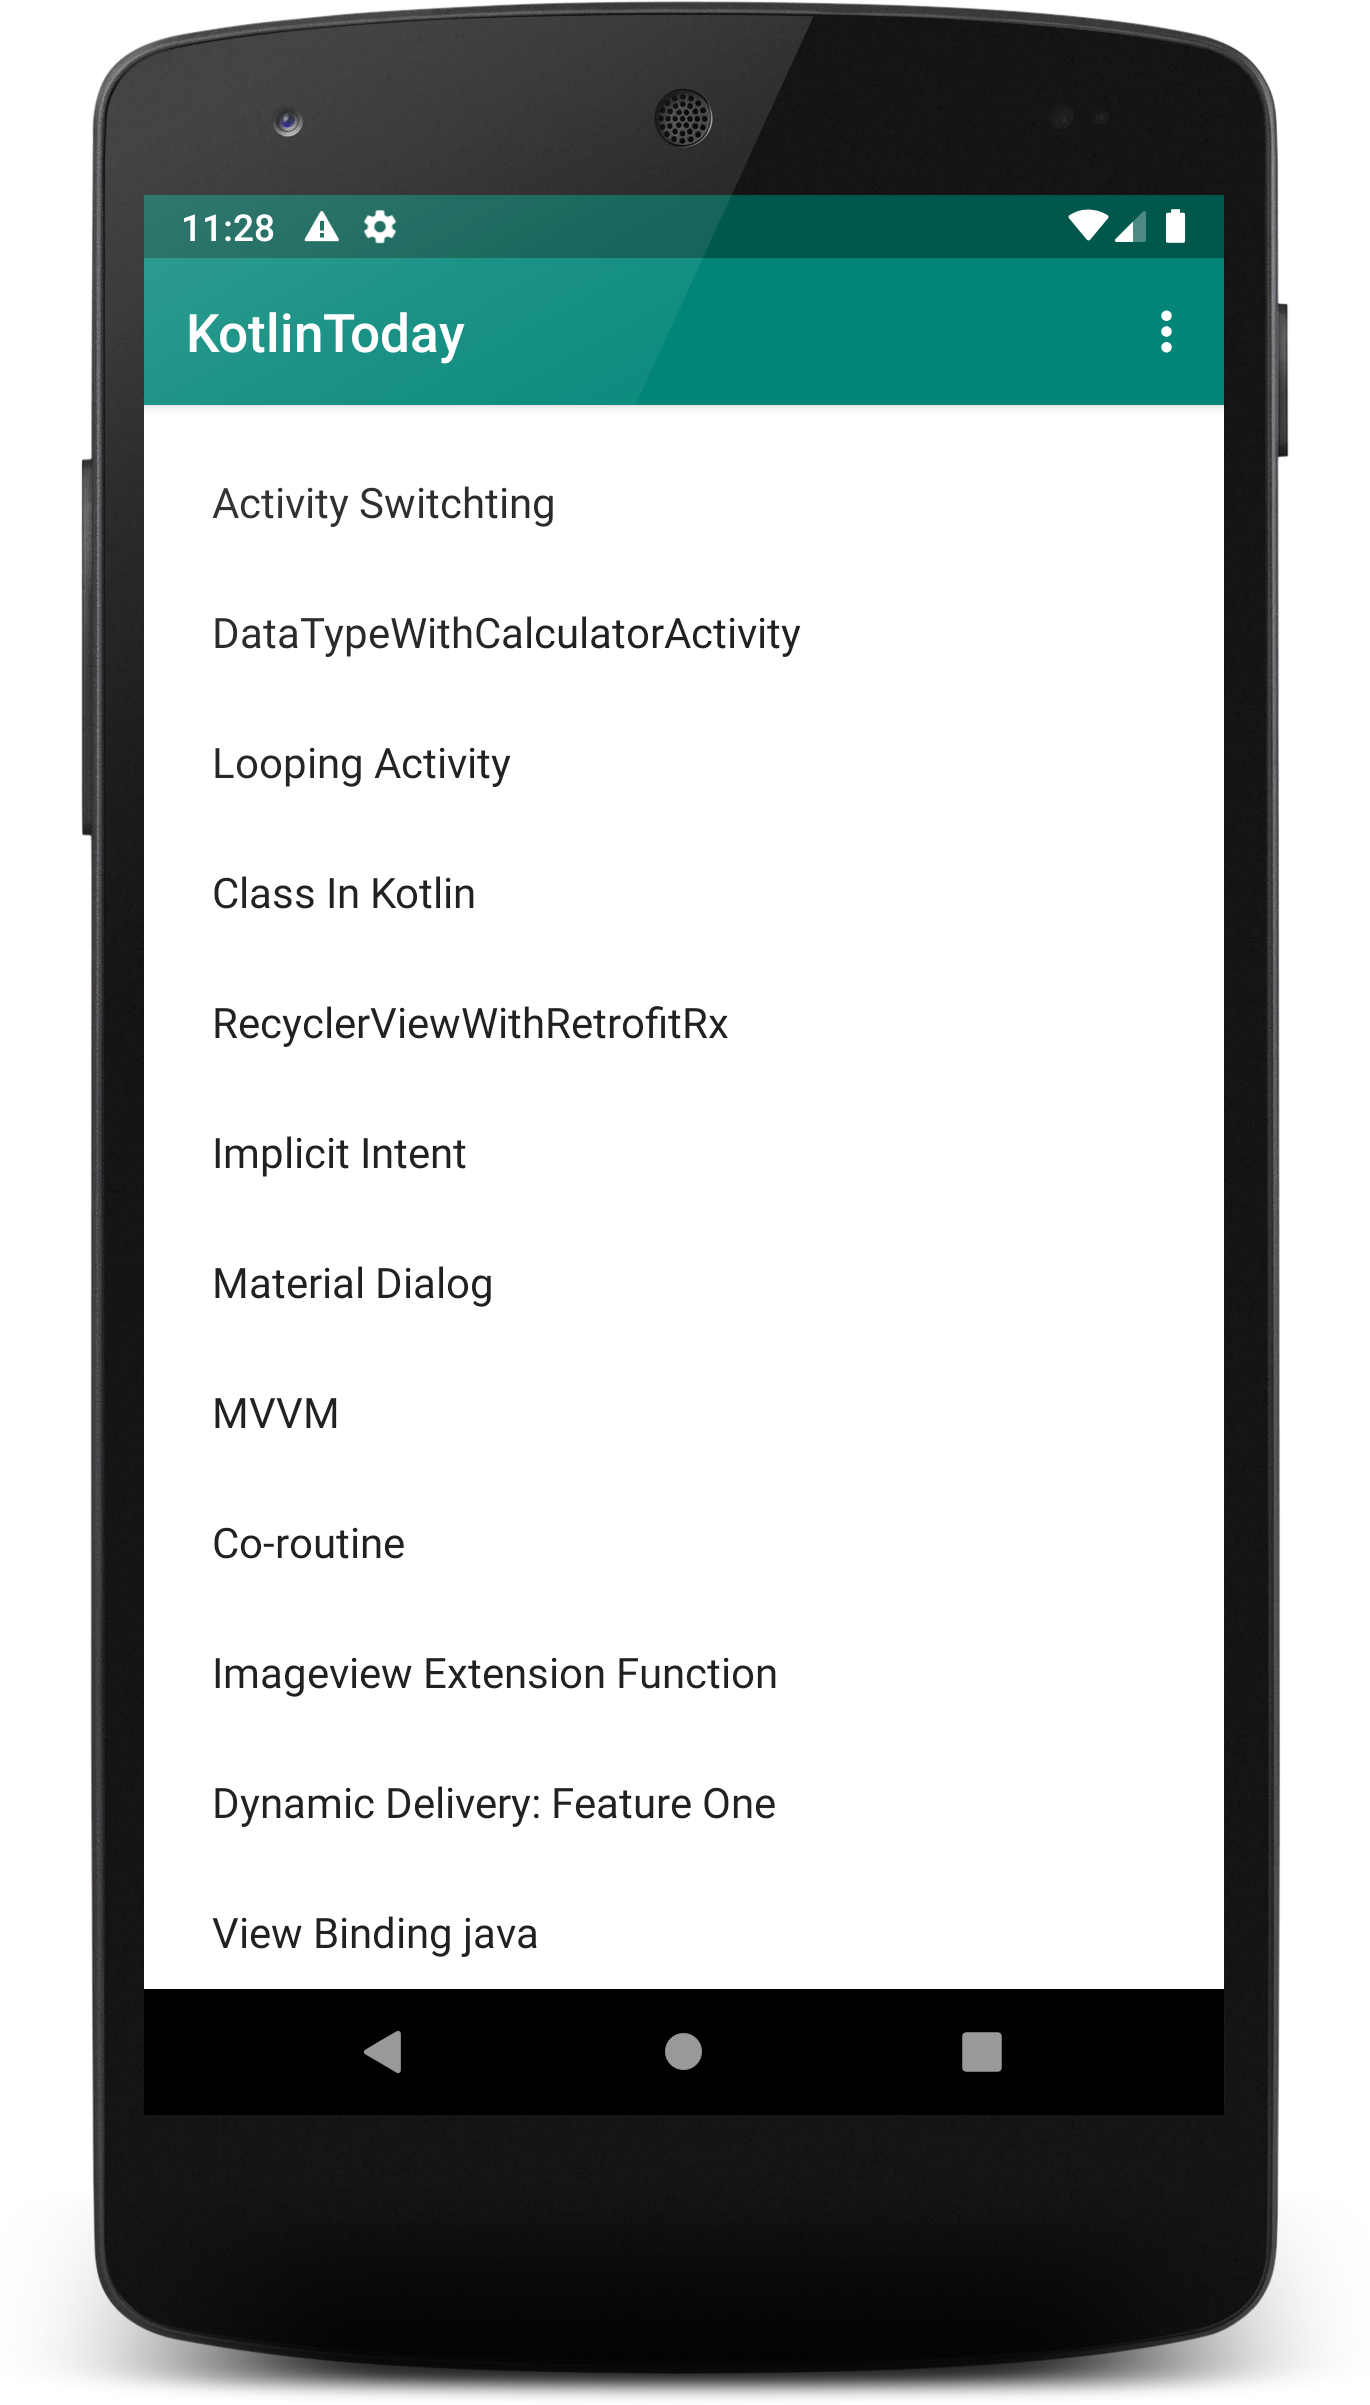 11:28
KotlinToday
Activity Switchting
DataTypeWithCalculatorActivity
Looping Activity
Class In Kotlin
RecyclerViewWithRetrofitRx
Implicit Intent
Material Dialog
MVVM
Co-routine
Imageview Extension Function
Dynamic Delivery: Feature One
View Binding java